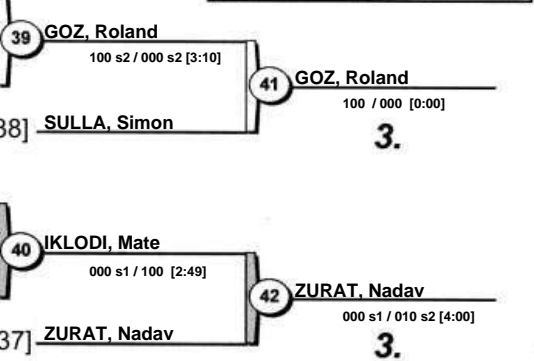 39 GOZ, Roland
100 s2 / 000 s2 [3:10]
41 GOZ, Roland
100 / 000 [0:00]
38] SULLA, Simon
3.
40 IKLODI, Mate
000 s1 / 100 [2:49]
42 ZURAT, Nadav
000 s1 / 010 s2 [4:00]
37] ZURAT, Nadav
3.